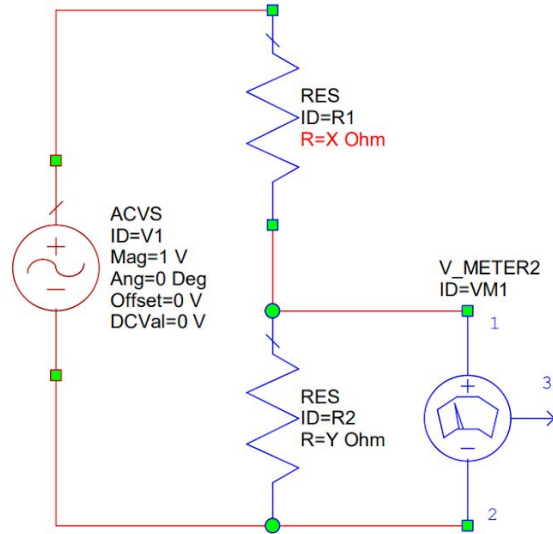 RES
ID=R1
R=X Ohm
ACVS
ID=V1
Mag=1 V
Ang=0 Deg
Offset=0 V
DCVal=0 V
V_METER2
ID=VM1
1
3
RES
ID=R2
R=Y Ohm
2